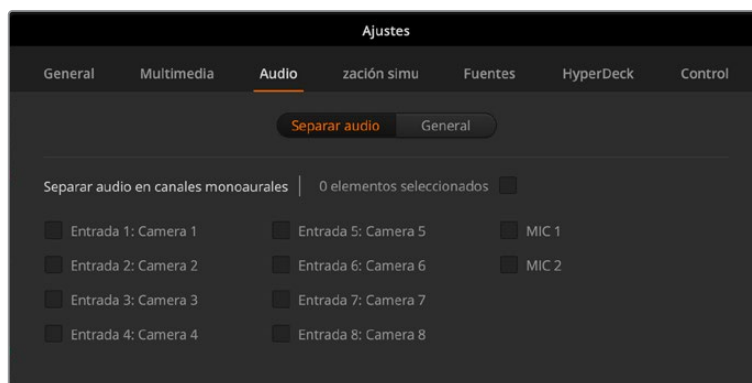 Ajustes
General Multimedia Audio zación simu Fuentes HyperDeck Control
Separar audio General
Separar audio en canales monoaurales 0 elementos seleccionados
Entrada 1: Camera 1 Entrada 5: Camera 5 MIC 1
Entrada 2: Camera 2 Entrada 6: Camera 6 MIC 2
Entrada 3: Camera 3 Entrada 7: Camera 7
Entrada 4: Camera 4 Entrada 8: Camera 8